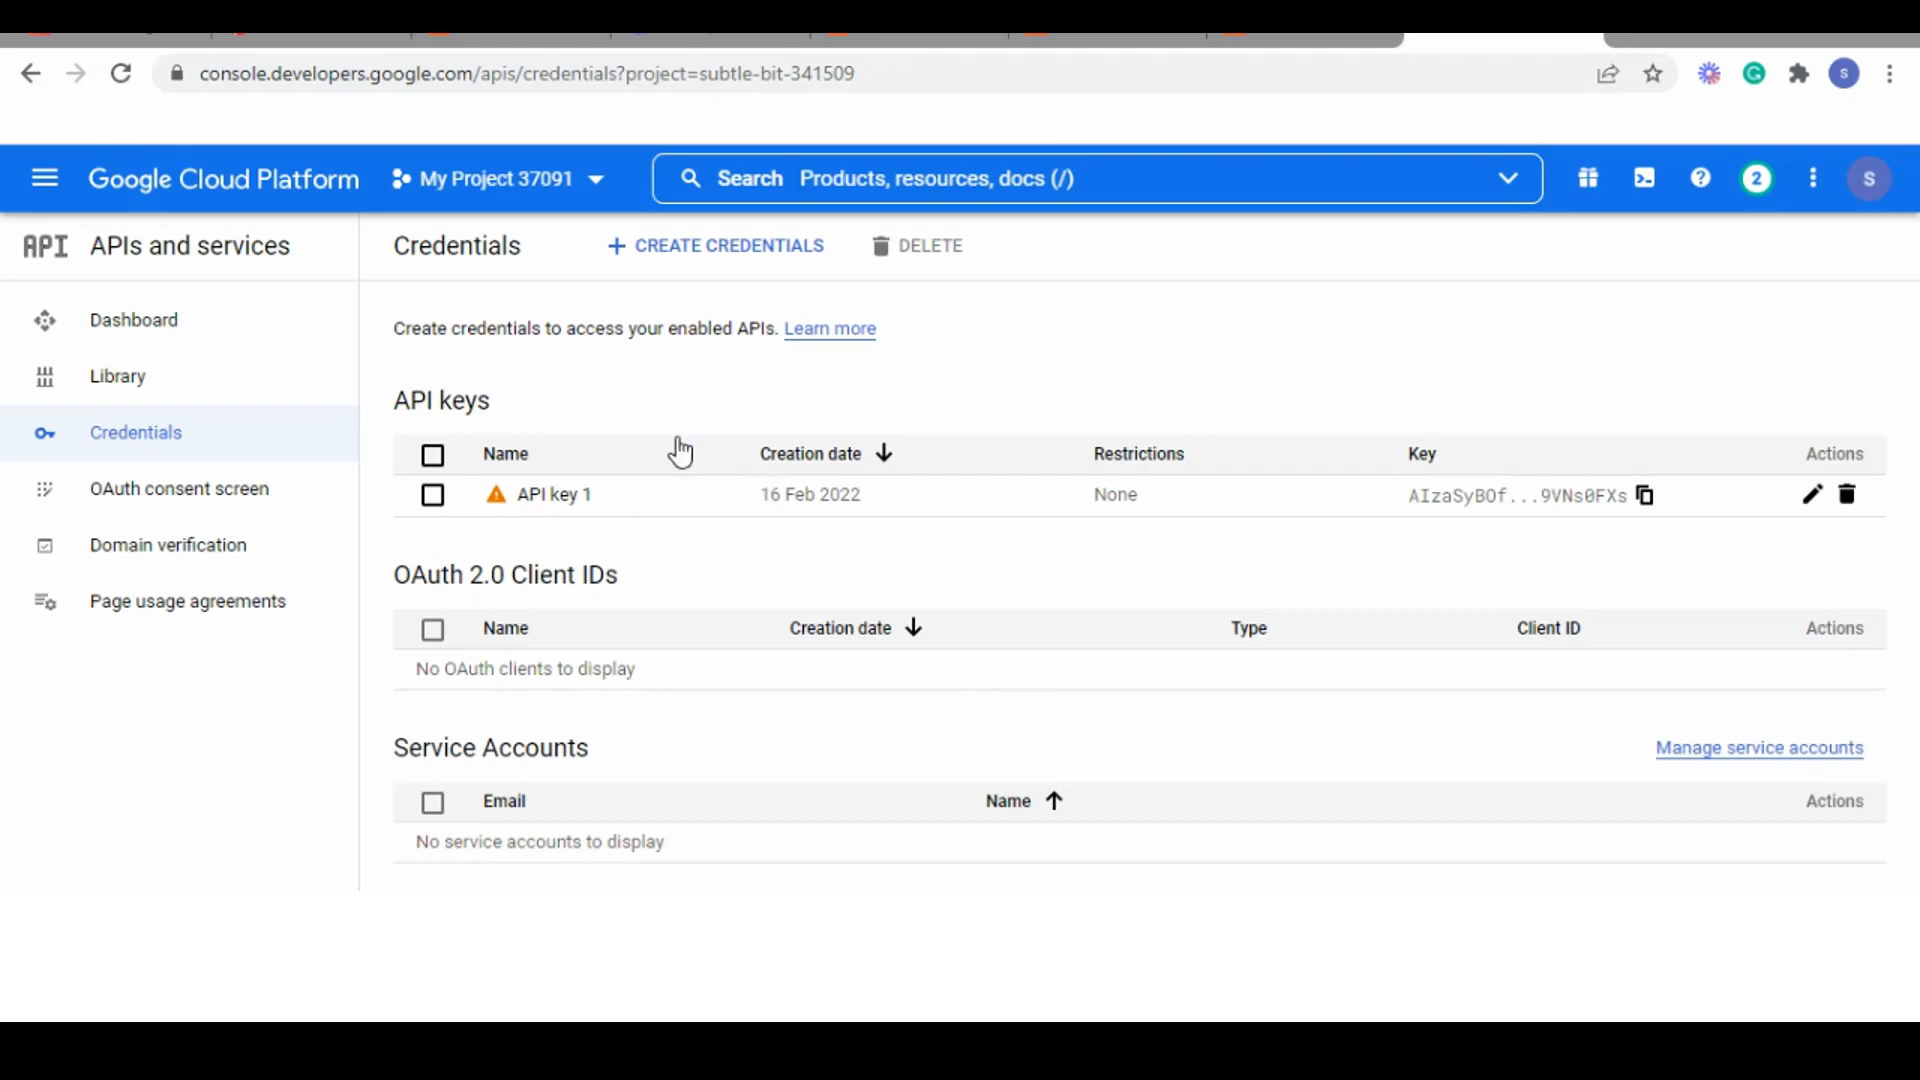 console.developers.google.com/apis/credentials?project=subtle-bit-341509
S
Google Cloud Platform
My Project 37091
Search Products, resources, docs (/)
?
2
S
API APIs and services
Credentials
+ CREATE CREDENTIALS
DELETE
Dashboard
Library
Credentials
OAuth consent screen
Domain verification
Page usage agreements
Create credentials to access your enabled APIs. Learn more
API keys
Name Creation date Restrictions Key Actions
API key 1 16 Feb 2022 None AIzaSyBOf...9VNs0FXs
OAuth 2.0 Client IDs
Name Creation date Type Client ID Actions
No OAuth clients to display
Service Accounts
Manage service accounts
Email Name Actions
No service accounts to display